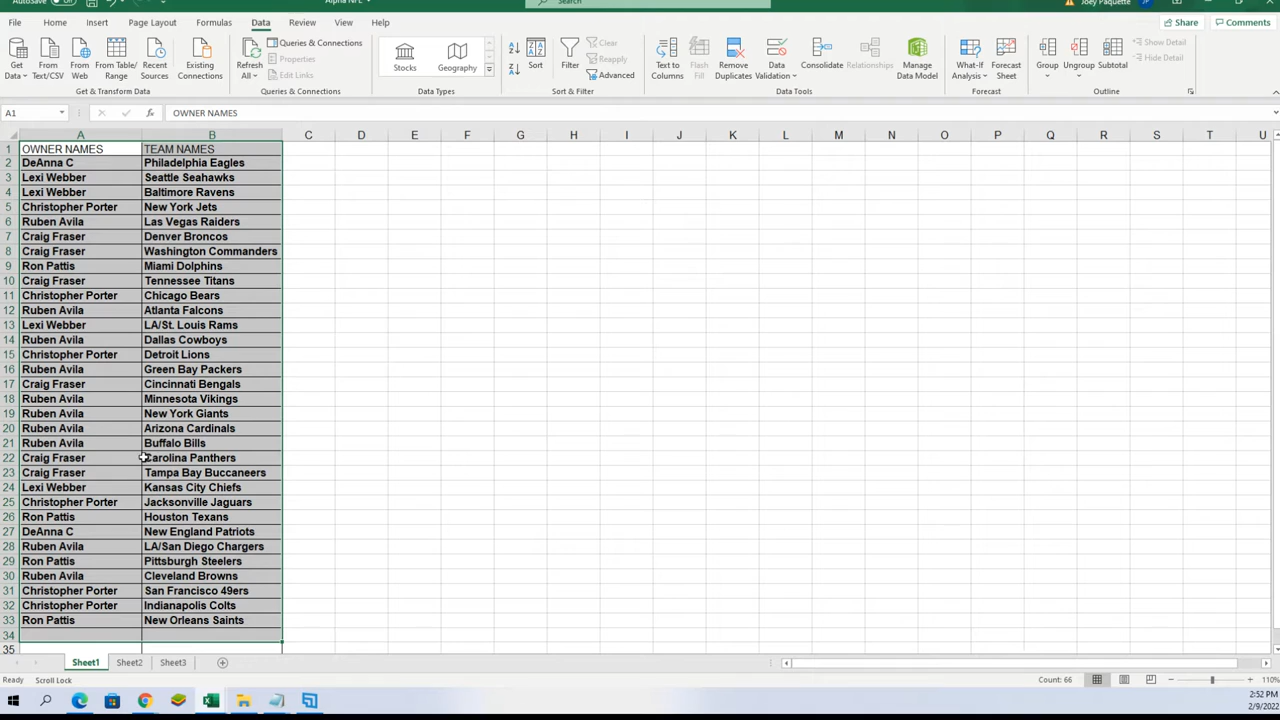 AutoSave
Alpha NFL
Search
Joey Paquette
File Home Insert Page Layout Formulas Data Review View Help
Share Comments
Get Data
From Text/CSV
From Web
From Table/ Range
Recent Sources
Existing Connections
Refresh All
Queries & Connections
Properties
Edit Links
Stocks Geography
Sort Filter
Clear
Reapply
Advanced
Text to Columns
Flash Fill
Remove Duplicates
Data Validation
Consolidate
Relationships
Manage Data Model
What-If Analysis
Forecast Sheet
Group Ungroup Subtotal
Show Detail
Hide Detail
Get & Transform Data Queries & Connections Data Types Sort & Filter Data Tools Forecast Outline
A1 fx OWNER NAMES
A B C D E F G H I J K L M N O P Q R S T U
1 OWNER NAMES TEAM NAMES
2 DeAnna C Philadelphia Eagles
3 Lexi Webber Seattle Seahawks
4 Lexi Webber Baltimore Ravens
5 Christopher Porter New York Jets
6 Ruben Avila Las Vegas Raiders
7 Craig Fraser Denver Broncos
8 Craig Fraser Washington Commanders
9 Ron Pattis Miami Dolphins
10 Craig Fraser Tennessee Titans
11 Christopher Porter Chicago Bears
12 Ruben Avila Atlanta Falcons
13 Lexi Webber LA/St. Louis Rams
14 Ruben Avila Dallas Cowboys
15 Christopher Porter Detroit Lions
16 Ruben Avila Green Bay Packers
17 Craig Fraser Cincinnati Bengals
18 Ruben Avila Minnesota Vikings
19 Ruben Avila New York Giants
20 Ruben Avila Arizona Cardinals
21 Ruben Avila Buffalo Bills
22 Craig Fraser Carolina Panthers
23 Craig Fraser Tampa Bay Buccaneers
24 Lexi Webber Kansas City Chiefs
25 Christopher Porter Jacksonville Jaguars
26 Ron Pattis Houston Texans
27 DeAnna C New England Patriots
28 Ruben Avila LA/San Diego Chargers
29 Ron Pattis Pittsburgh Steelers
30 Ruben Avila Cleveland Browns
31 Christopher Porter San Francisco 49ers
32 Christopher Porter Indianapolis Colts
33 Ron Pattis New Orleans Saints
34
35
Sheet1 Sheet2 Sheet3
Ready Scroll Lock Count: 66 110%
2:52 PM
2/9/2022